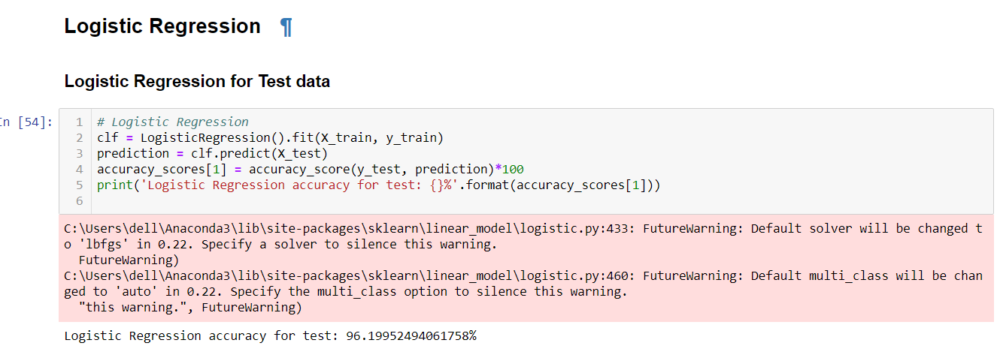 Logistic Regression ¶
Logistic Regression for Test data
In [54]:
1 # Logistic Regression
2 clf = LogisticRegression().fit(X_train, y_train)
3 prediction = clf.predict(X_test)
4 accuracy_scores[1] = accuracy_score(y_test, prediction)*100
5 print('Logistic Regression accuracy for test: {}%'.format(accuracy_scores[1]))
6
C:\Users\dell\Anaconda3\lib\site-packages\sklearn\linear_model\logistic.py:433: FutureWarning: Default solver will be changed t
o 'lbfgs' in 0.22. Specify a solver to silence this warning.
  FutureWarning)
C:\Users\dell\Anaconda3\lib\site-packages\sklearn\linear_model\logistic.py:460: FutureWarning: Default multi_class will be chan
ged to 'auto' in 0.22. Specify the multi_class option to silence this warning.
  "this warning.", FutureWarning)
Logistic Regression accuracy for test: 96.19952494061758%